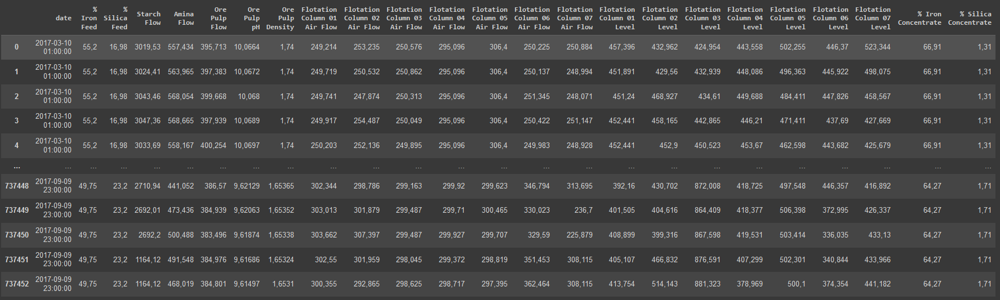 date % Iron Feed % Silica Feed Starch Flow Amina Flow Ore Pulp Flow Ore Pulp pH Ore Pulp Density Flotation Column 01 Air Flow Flotation Column 02 Air Flow Flotation Column 03 Air Flow Flotation Column 04 Air Flow Flotation Column 05 Air Flow Flotation Column 06 Air Flow Flotation Column 07 Air Flow Flotation Column 01 Level Flotation Column 02 Level Flotation Column 03 Level Flotation Column 04 Level Flotation Column 05 Level Flotation Column 06 Level Flotation Column 07 Level % Iron Concentrate % Silica Concentrate
0 2017-03-10 01:00:00 55,2 16,98 3019,53 557,434 395,713 10,0664 1,74 249,214 253,235 250,576 295,096 306,4 250,225 250,884 457,396 432,962 424,954 443,558 502,255 446,37 523,344 66,91 1,31
1 2017-03-10 01:00:00 55,2 16,98 3024,41 563,965 397,383 10,0672 1,74 249,719 250,532 250,862 295,096 306,4 250,137 248,994 451,891 429,56 432,939 448,086 496,363 445,922 498,075 66,91 1,31
2 2017-03-10 01:00:00 55,2 16,98 3043,46 568,054 399,668 10,068 1,74 249,741 247,874 250,313 295,096 306,4 251,345 248,071 451,24 468,927 434,61 449,688 484,411 447,826 458,567 66,91 1,31
3 2017-03-10 01:00:00 55,2 16,98 3047,36 568,665 397,939 10,0689 1,74 249,917 254,487 250,049 295,096 306,4 250,422 251,147 452,441 458,165 442,865 446,21 471,411 437,69 427,669 66,91 1,31
4 2017-03-10 01:00:00 55,2 16,98 3033,69 558,167 400,254 10,0697 1,74 250,203 252,136 249,895 295,096 306,4 249,983 248,928 452,441 452,9 450,523 453,67 462,598 443,682 425,679 66,91 1,31
... ... ... ... ... ... ... ... ... ... ... ... ... ... ... ... ... ... ... ... ... ... ... ... ...
737448 2017-09-09 23:00:00 49,75 23,2 2710,94 441,052 386,57 9,62129 1,65365 302,344 298,786 299,163 299,92 299,623 346,794 313,695 392,16 430,702 872,008 418,725 497,548 446,357 416,892 64,27 1,71
737449 2017-09-09 23:00:00 49,75 23,2 2692,01 473,436 384,939 9,62063 1,65352 303,013 301,879 299,487 299,71 300,465 330,023 236,7 401,505 404,616 864,409 418,377 506,398 372,995 426,337 64,27 1,71
737450 2017-09-09 23:00:00 49,75 23,2 2692,2 500,488 383,496 9,61874 1,65338 303,662 307,397 299,487 299,927 299,707 329,59 225,879 408,899 399,316 867,598 419,531 503,414 336,035 433,13 64,27 1,71
737451 2017-09-09 23:00:00 49,75 23,2 1164,12 491,548 384,976 9,61686 1,65324 302,55 301,959 298,045 299,372 298,819 351,453 308,115 405,107 466,832 876,591 407,299 502,301 340,844 433,966 64,27 1,71
737452 2017-09-09 23:00:00 49,75 23,2 1164,12 468,019 384,801 9,61497 1,6531 300,355 292,865 298,625 298,717 297,395 362,464 308,115 413,754 514,143 881,323 378,969 500,1 374,354 441,182 64,27 1,71